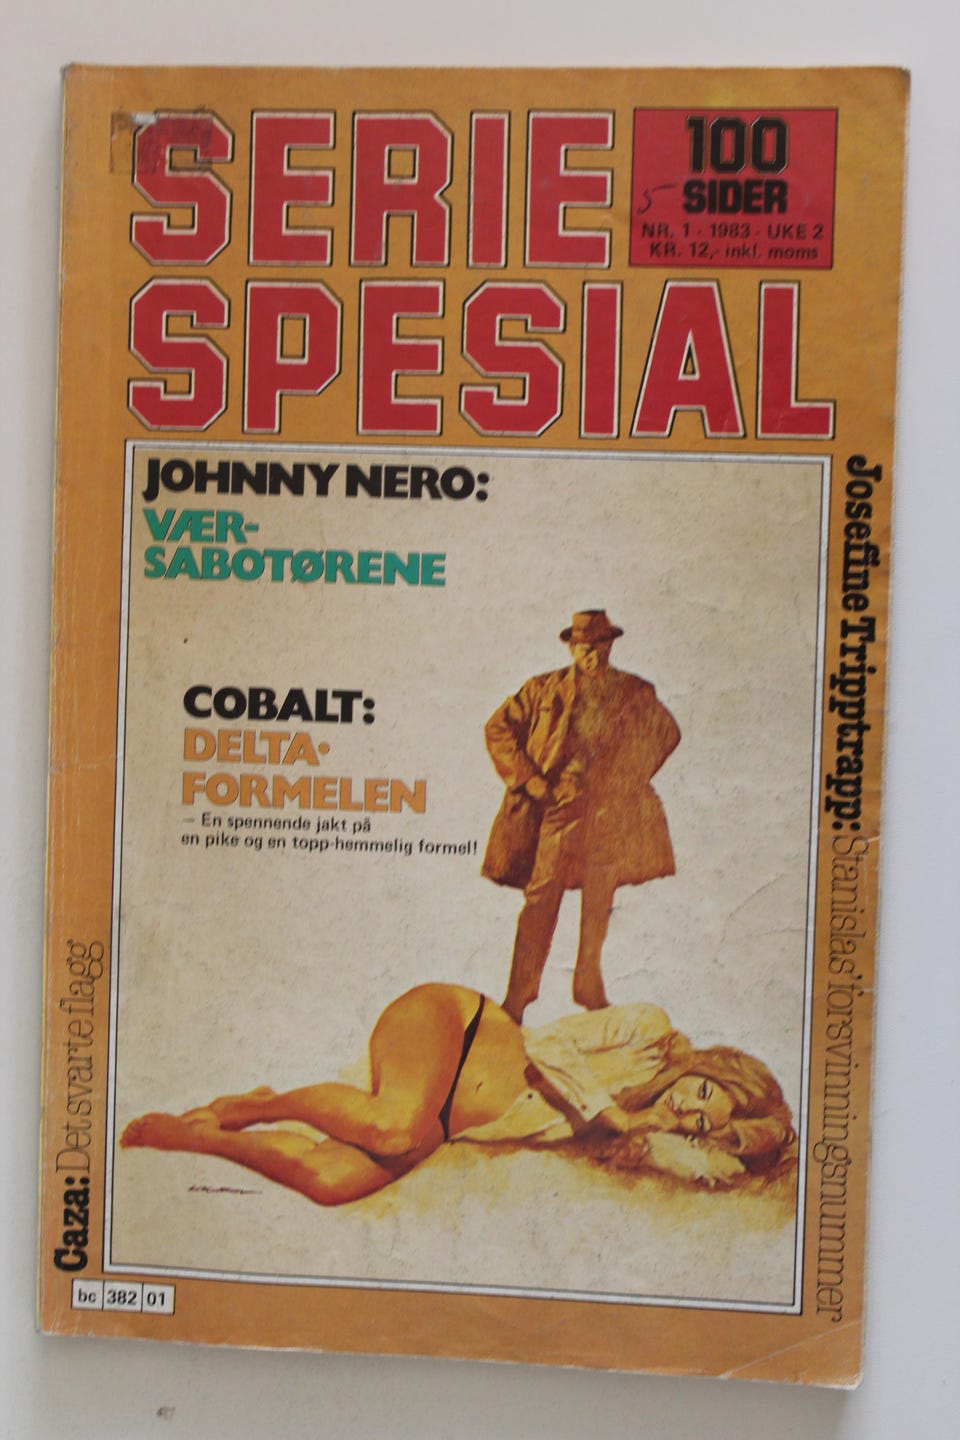 SERIE
SPESIAL
100
SIDER
5
NR. 1 - 1983 - UKE 2
KR. 12,- inkl. moms
JOHNNY NERO:
VÆR-
SABOTØRENE
COBALT:
DELTA-
FORMELEN
– En spennende jakt på
en pike og en topp-hemmelig formel!
Josefine Tripptrapp: Stanislas' forsvinningsnummer
Caza: Det svarte flagg
bc 382 01